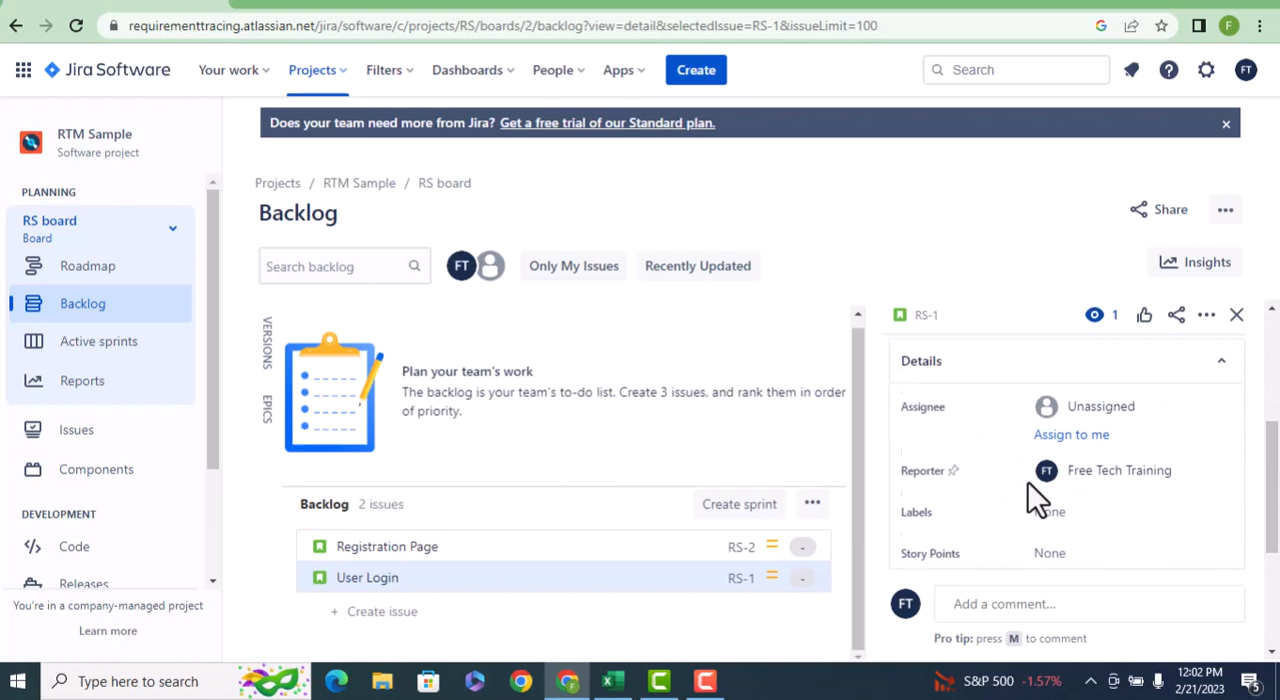 requirementtracing.atlassian.net/jira/software/c/projects/RS/boards/2/backlog?view=detail&selectedIssue=RS-1&issueLimit=100
F
Jira Software
Your work
Projects
Filters
Dashboards
People
Apps
Create
Search
FT
RTM Sample
Software project
Does your team need more from Jira? Get a free trial of our Standard plan.
PLANNING
RS board
Board
Roadmap
Backlog
Active sprints
Reports
Issues
Components
DEVELOPMENT
Code
Releases
You're in a company-managed project
Learn more
Projects / RTM Sample / RS board
Backlog
Share
Search backlog
FT
Only My Issues
Recently Updated
Insights
VERSIONS
EPICS
Plan your team's work
The backlog is your team's to-do list. Create 3 issues, and rank them in order
of priority.
Backlog 2 issues
Create sprint
Registration Page RS-2 -
User Login RS-1 -
+ Create issue
RS-1
1
Details
Assignee Unassigned
Assign to me
Reporter FT Free Tech Training
Labels None
Story Points None
FT Add a comment...
Pro tip: press M to comment
Type here to search
S&P 500 -1.57%
12:02 PM
2/21/2023
5